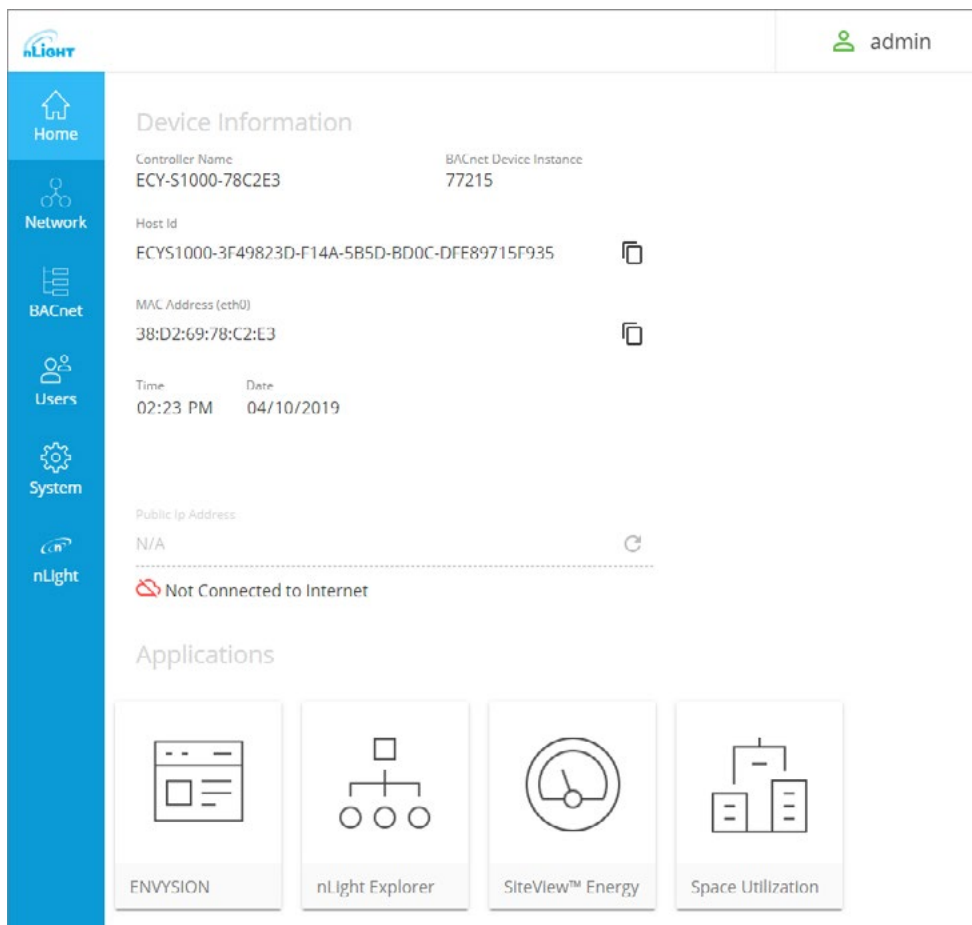 nLIGHT
admin
Home
Device Information
Controller Name BACnet Device Instance
ECY-S1000-78C2E3 77215
Network
Host Id
ECYS1000-3F49823D-F14A-5B5D-BD0C-DFE89715F935
BACnet
MAC Address (eth0)
38:D2:69:78:C2:E3
Users
Time Date
02:23 PM 04/10/2019
System
Public Ip Address
N/A
nLight
Not Connected to Internet
Applications
ENVYSION nLight Explorer SiteView™ Energy Space Utilization